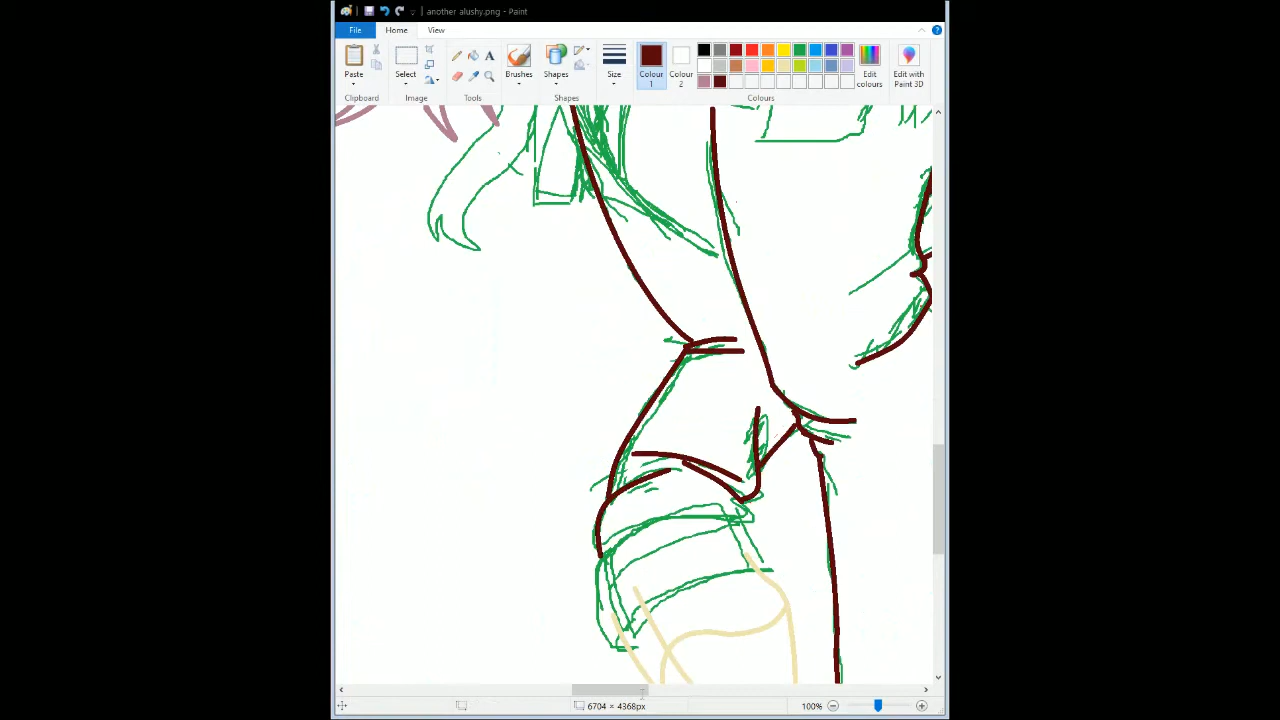 another alushy.png - Paint
File Home View
Paste Select Brushes Shapes Size Colour 1 Colour 2 Edit colours Edit with Paint 3D
Clipboard Image Tools Shapes Colours
6704 × 4368px 100%